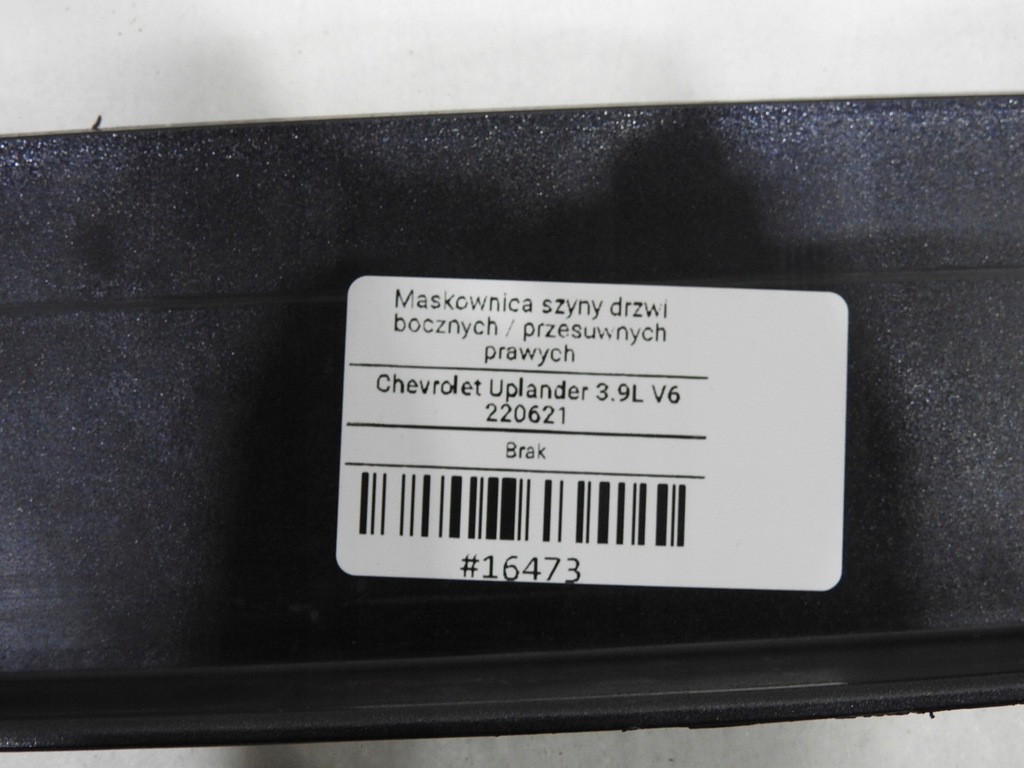 Maskownica szyny drzwi
bocznych / przesuwnych
prawych
Chevrolet Uplander 3.9L V6
220621
Brak
#16473